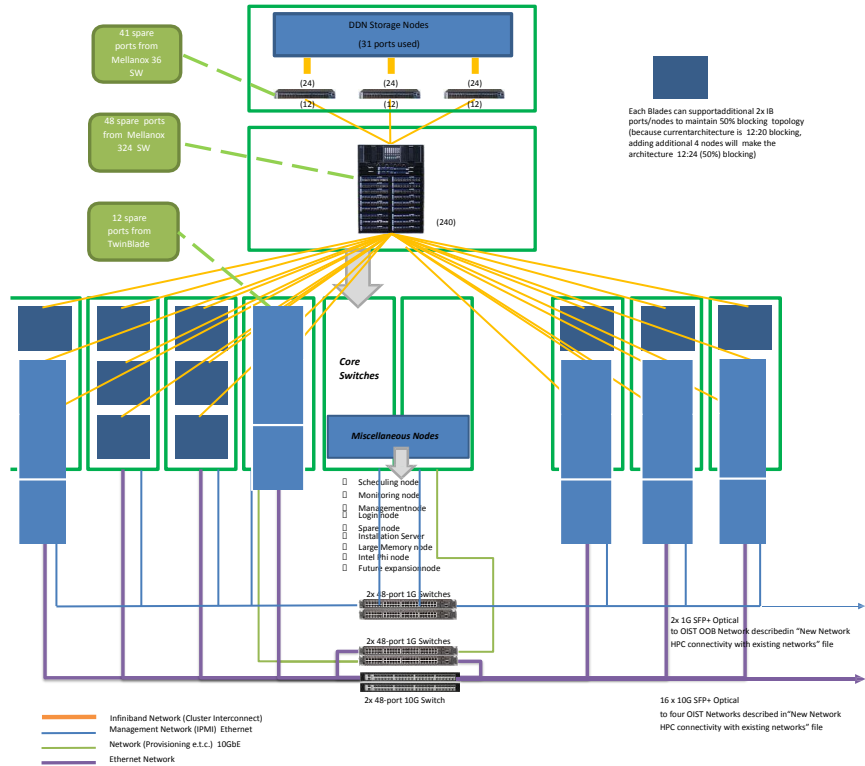 41 spare
ports from
Mellanox 36
SW
DDN Storage Nodes
(31 ports used)
(24)
(24)
(24)
(12)
(12)
(12)
48 spare ports
from Mellanox
324 SW
(240)
12 spare
ports from
TwinBlade
Each Blades can supportadditional 2x IB
ports/nodes to maintain 50% blocking topology
(because currentarchitecture is 12:20 blocking,
adding additional 4 nodes will make the
architecture 12:24 (50%) blocking)
Core
Switches
Miscellaneous Nodes
Scheduling node
Monitoring node
Managementnode
Login node
Spare node
Installation Server
Large Memory node
Intel Phi node
Future expansion node
2x 48-port 1G Switches
2x 48-port 1G Switches
2x 48-port 10G Switch
2x 1G SFP+ Optical
to OIST OOB Network describedin "New Network
HPC connectivity with existing networks" file
16 x 10G SFP+ Optical
to four OIST Networks described in"New Network
HPC connectivity with existing networks" file
Infiniband Network (Cluster Interconnect)
Management Network (IPMI) Ethernet
Network (Provisioning e.t.c.) 10GbE
Ethernet Network